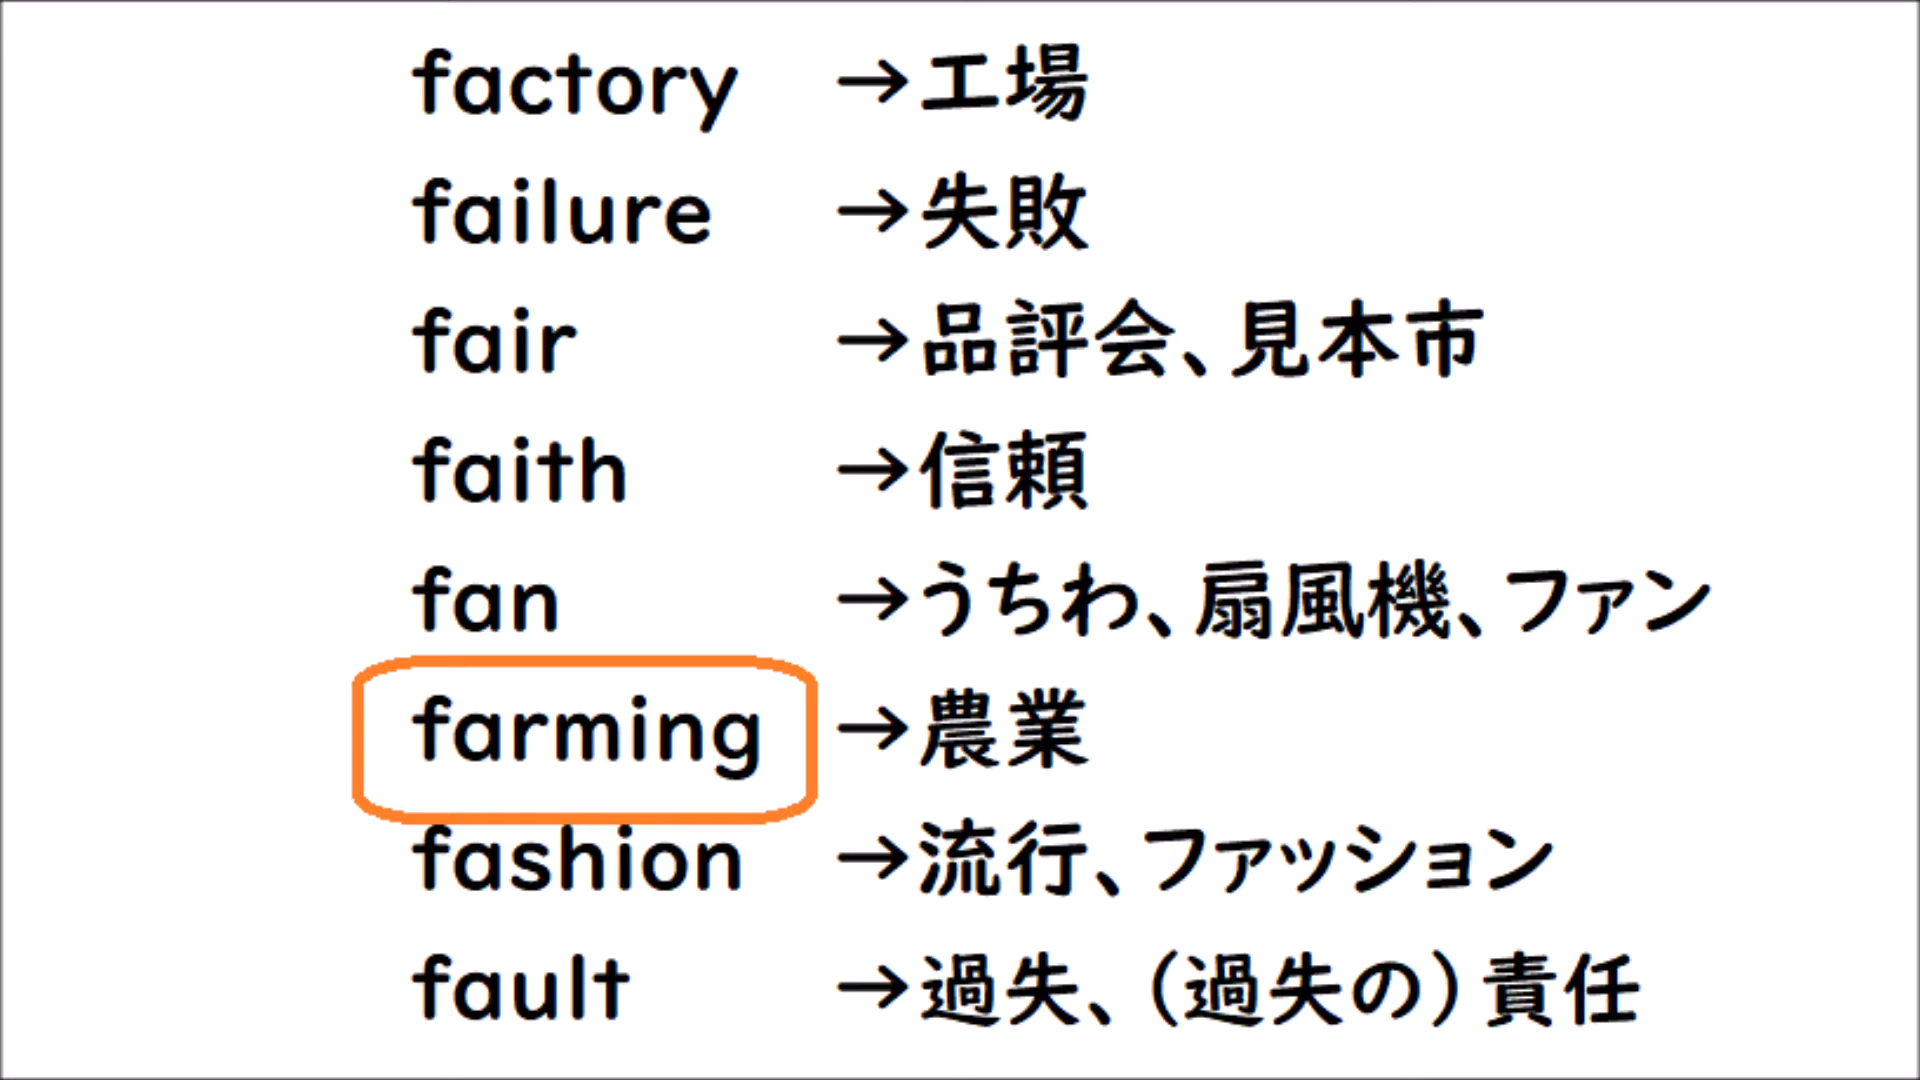 factory →工場
failure →失敗
fair →品評会、見本市
faith →信頼
fan →うちわ、扇風機、ファン
farming →農業
fashion →流行、ファッション
fault →過失、(過失の) 責任